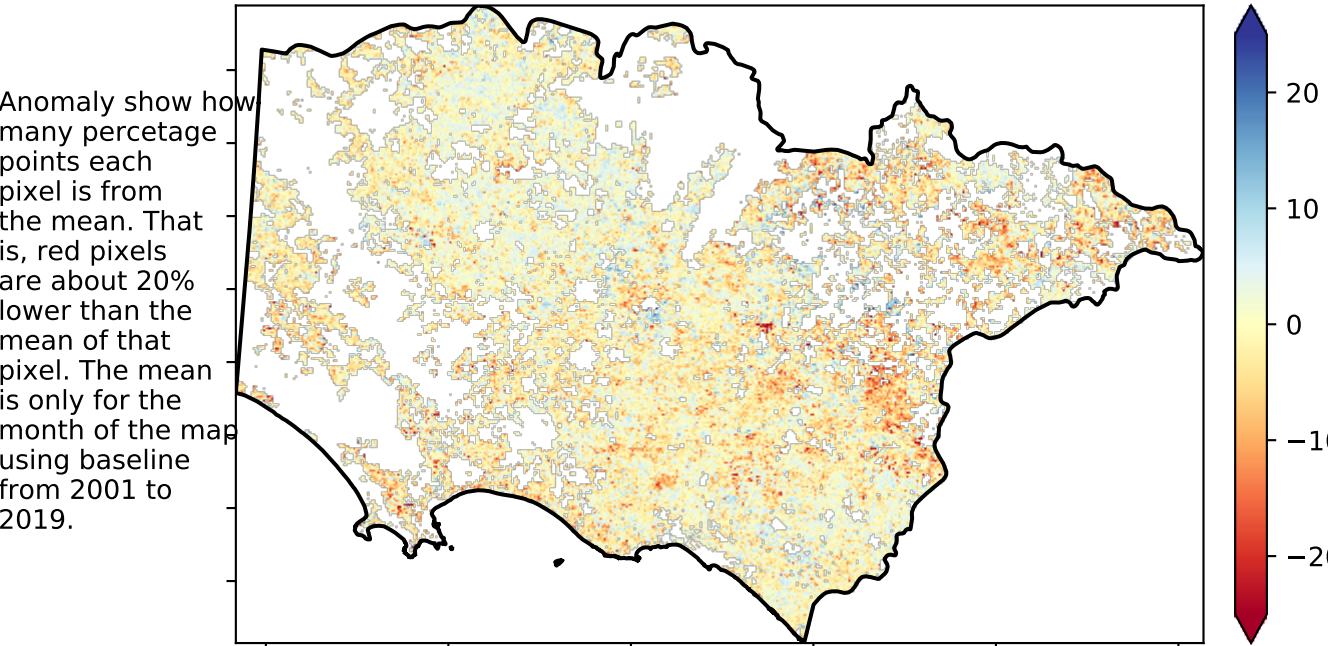 Anomaly show how
many percetage
points each
pixel is from
the mean. That
is, red pixels
are about 20%
lower than the
mean of that
pixel. The mean
is only for the
month of the map
using baseline
from 2001 to
2019.
20
10
0
−10
−20